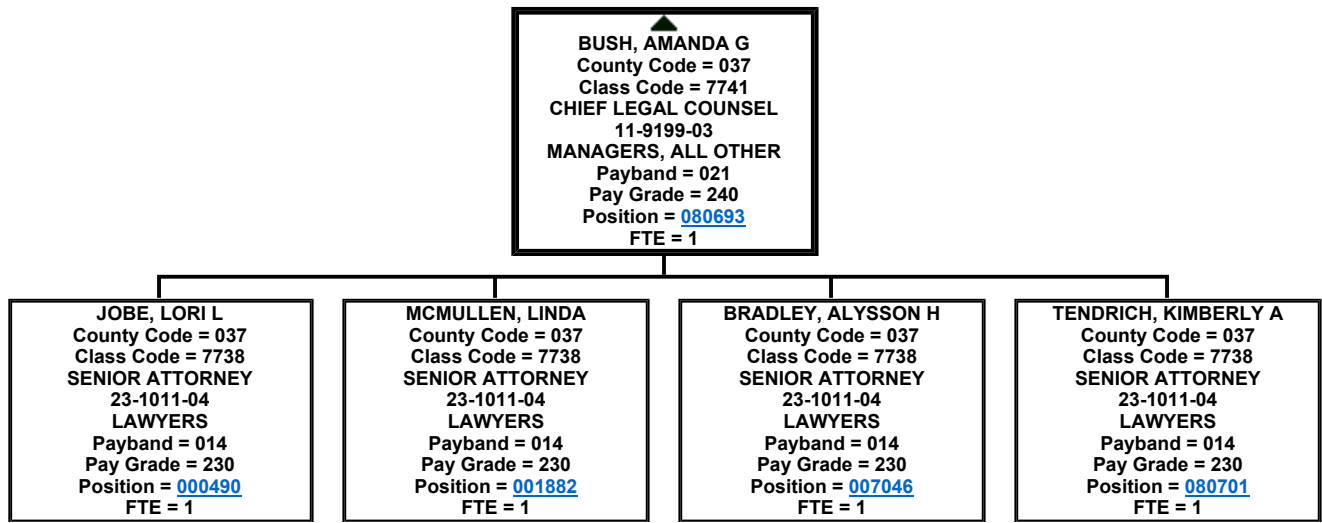 BUSH, AMANDA G
County Code = 037
Class Code = 7741
CHIEF LEGAL COUNSEL
11-9199-03
MANAGERS, ALL OTHER
Payband = 021
Pay Grade = 240
Position = 080693
FTE = 1
JOBE, LORI L
County Code = 037
Class Code = 7738
SENIOR ATTORNEY
23-1011-04
LAWYERS
Payband = 014
Pay Grade = 230
Position = 000490
FTE = 1
MCMULLEN, LINDA
County Code = 037
Class Code = 7738
SENIOR ATTORNEY
23-1011-04
LAWYERS
Payband = 014
Pay Grade = 230
Position = 001882
FTE = 1
BRADLEY, ALYSSON H
County Code = 037
Class Code = 7738
SENIOR ATTORNEY
23-1011-04
LAWYERS
Payband = 014
Pay Grade = 230
Position = 007046
FTE = 1
TENDRICH, KIMBERLY A
County Code = 037
Class Code = 7738
SENIOR ATTORNEY
23-1011-04
LAWYERS
Payband = 014
Pay Grade = 230
Position = 080701
FTE = 1